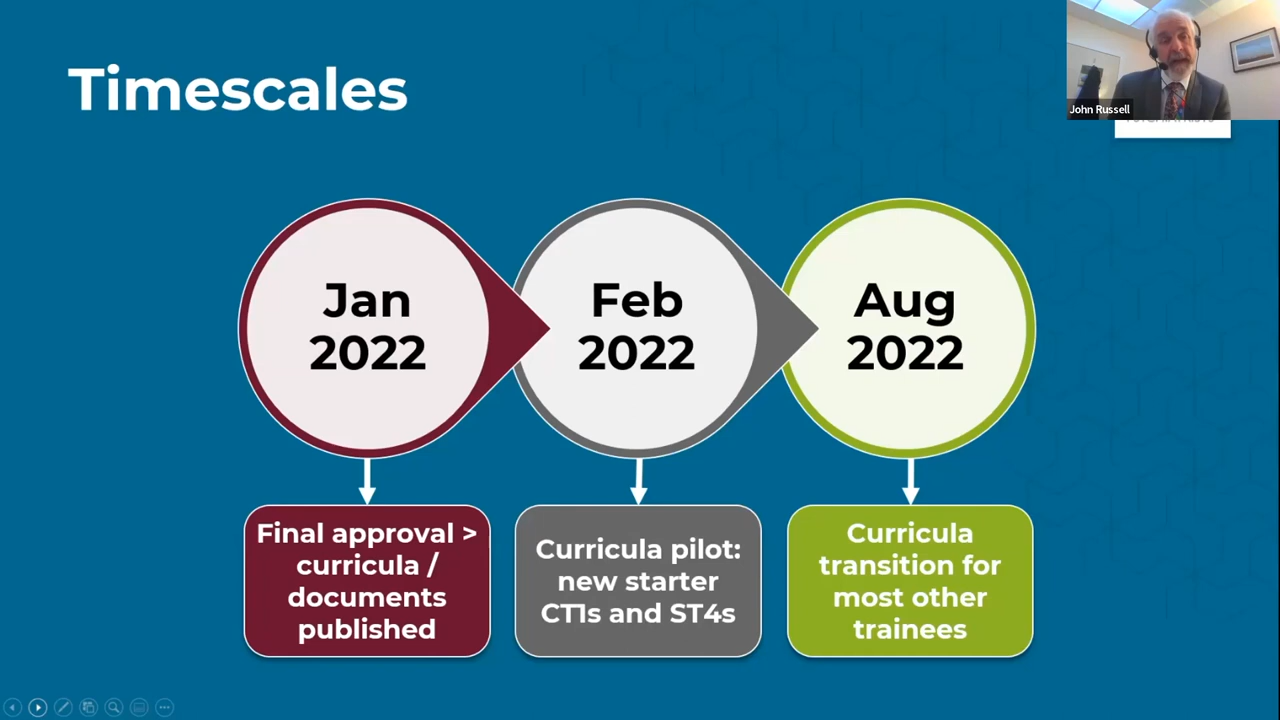 Timescales
John Russell
Jan
2022
Feb
2022
Aug
2022
Final approval >
curricula /
documents
published
Curricula pilot:
new starter
CT1s and ST4s
Curricula
transition for
most other
trainees